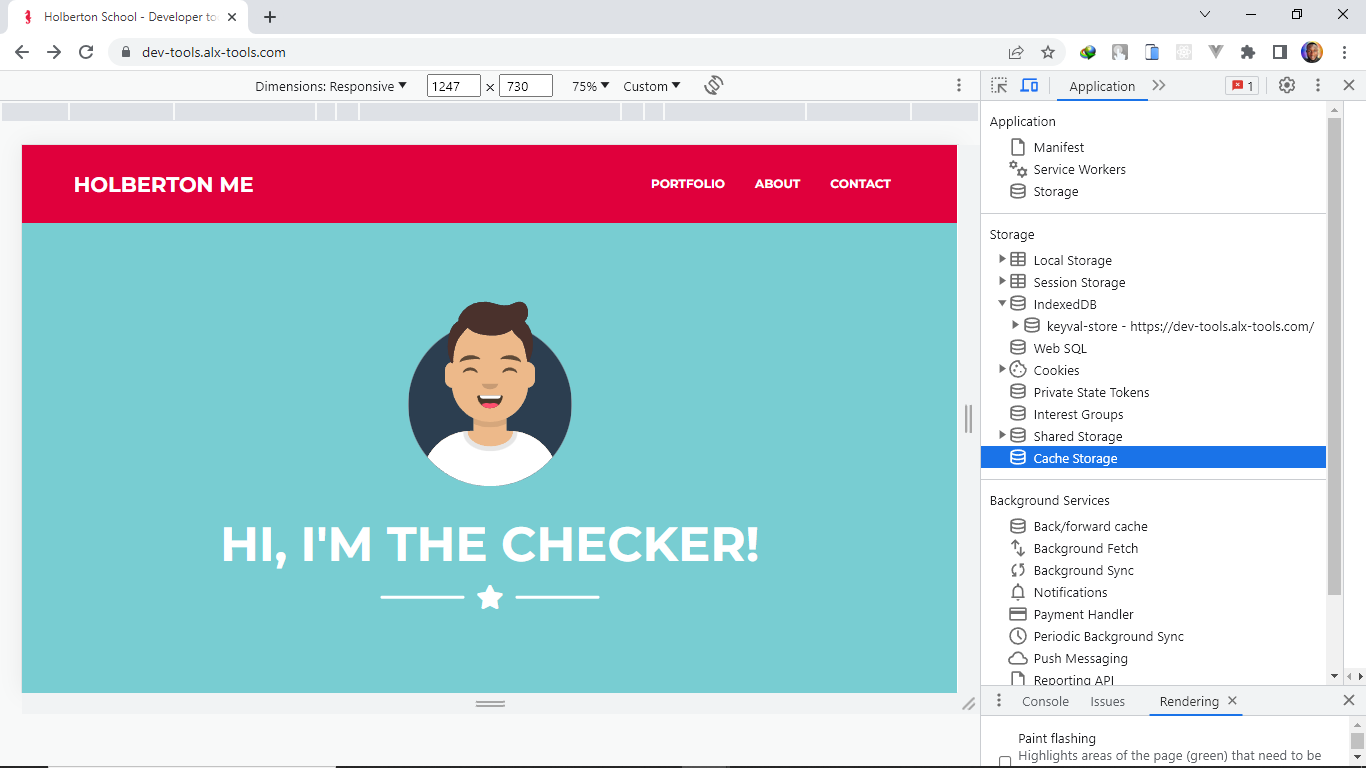 Holberton School - Developer to
dev-tools.alx-tools.com
Dimensions: Responsive 1247 × 730 75% Custom
Application 1
HOLBERTON ME
PORTFOLIO ABOUT CONTACT
HI, I'M THE CHECKER!
Application
Manifest
Service Workers
Storage
Storage
Local Storage
Session Storage
IndexedDB
keyval-store - https://dev-tools.alx-tools.com/
Web SQL
Cookies
Private State Tokens
Interest Groups
Shared Storage
Cache Storage
Background Services
Back/forward cache
Background Fetch
Background Sync
Notifications
Payment Handler
Periodic Background Sync
Push Messaging
Reporting API
Console Issues Rendering
Paint flashing
Highlights areas of the page (green) that need to be